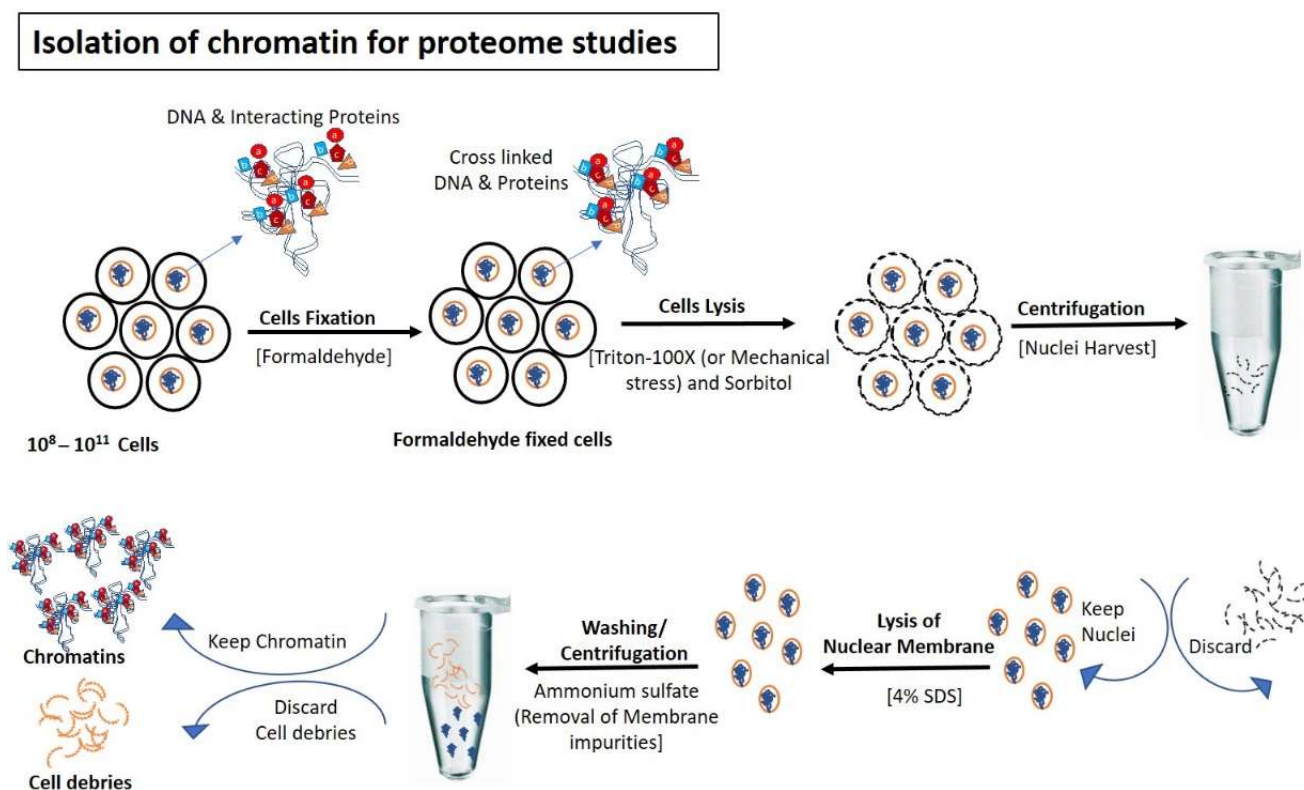 Isolation of chromatin for proteome studies
DNA & Interacting Proteins
a
b
c
a
b
c
a
b
c
a
b
c
Cross linked
DNA & Proteins
a
b
c
a
b
c
a
b
c
a
b
c
Cells Fixation
[Formaldehyde]
Cells Lysis
[Triton-100X (or Mechanical
stress) and Sorbitol
Centrifugation
[Nuclei Harvest]
10⁸ – 10¹¹ Cells
Formaldehyde fixed cells
Keep Chromatin
Chromatins
Discard
Cell debries
Cell debries
Washing/
Centrifugation
Ammonium sulfate
(Removal of Membrane
impurities]
Lysis of
Nuclear Membrane
[4% SDS]
Keep
Nuclei
Discard